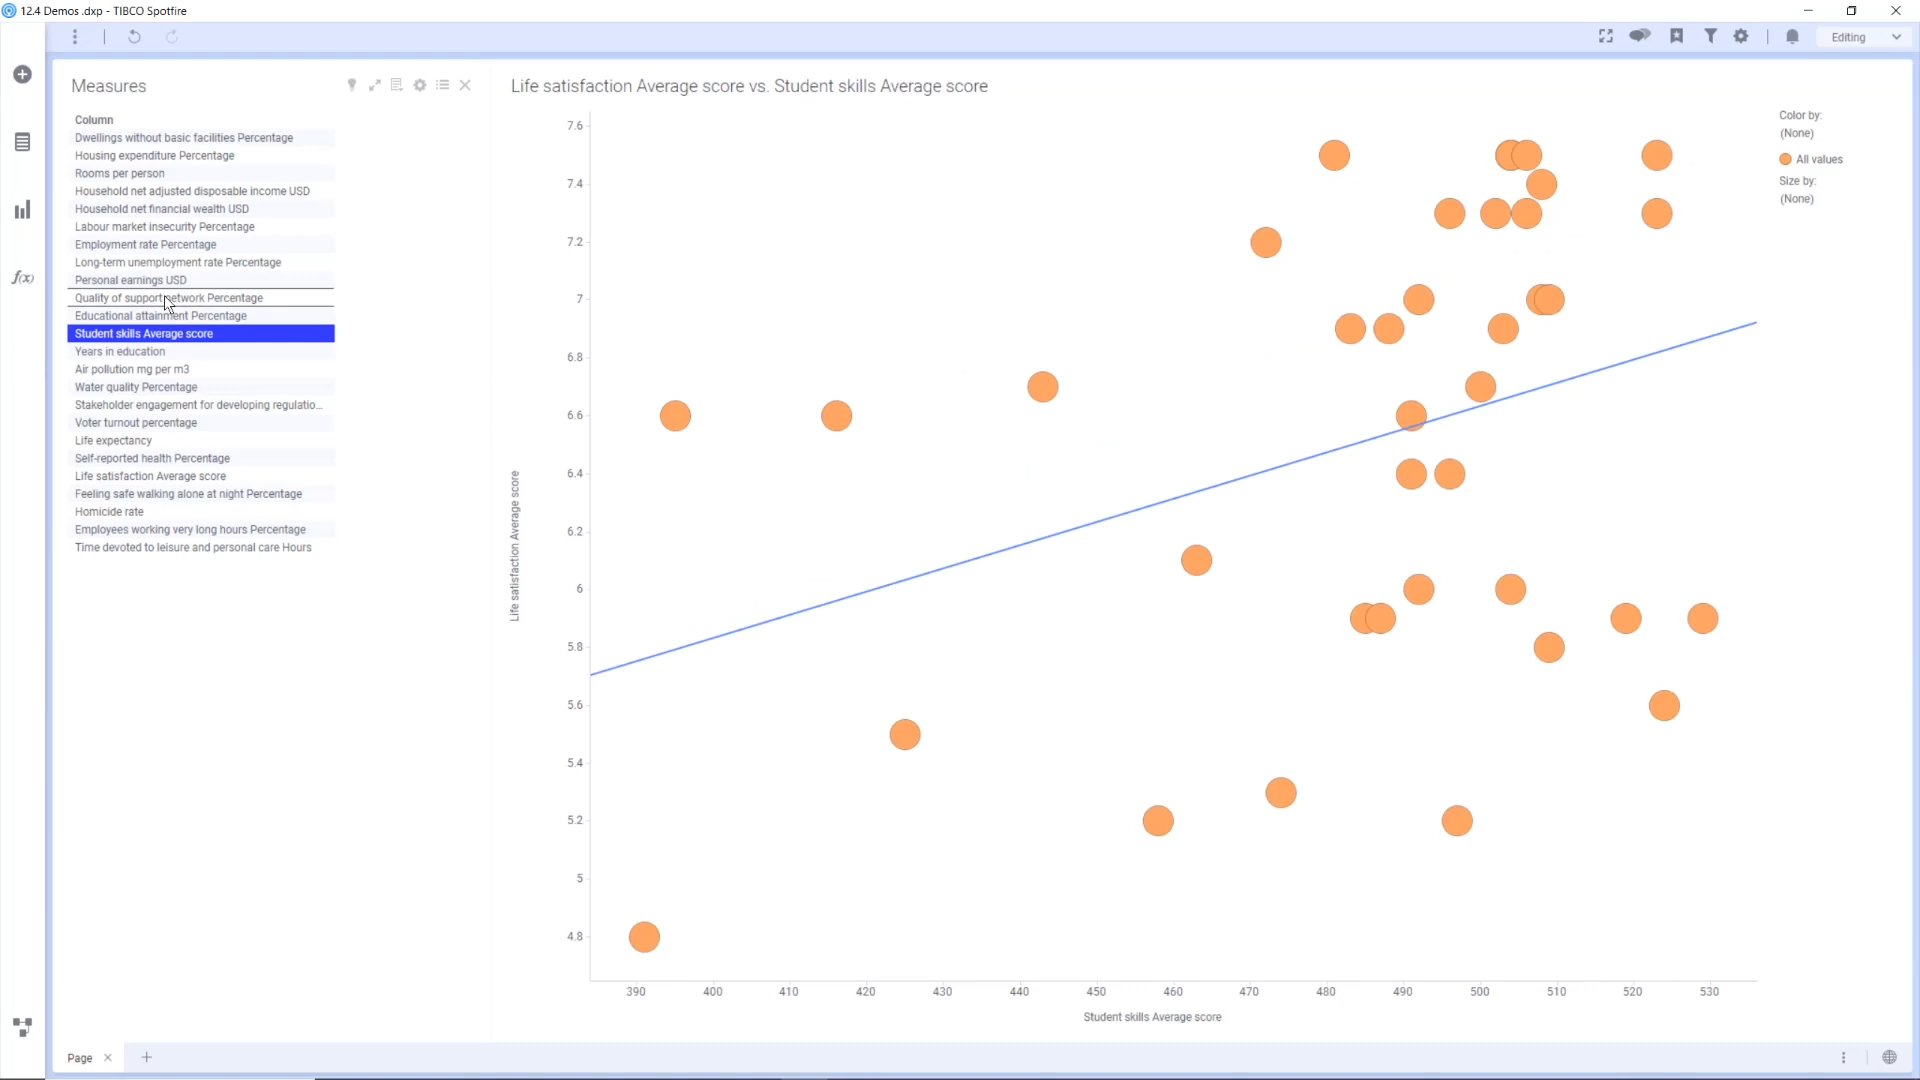 12.4 Demos .dxp - TIBCO Spotfire
Editing
Measures
Column
Dwellings without basic facilities Percentage
Housing expenditure Percentage
Rooms per person
Household net adjusted disposable income USD
Household net financial wealth USD
Labour market insecurity Percentage
Employment rate Percentage
Long-term unemployment rate Percentage
Personal earnings USD
Quality of support network Percentage
Educational attainment Percentage
Student skills Average score
Years in education
Air pollution mg per m3
Water quality Percentage
Stakeholder engagement for developing regulatio...
Voter turnout percentage
Life expectancy
Self-reported health Percentage
Life satisfaction Average score
Feeling safe walking alone at night Percentage
Homicide rate
Employees working very long hours Percentage
Time devoted to leisure and personal care Hours
f(x)
Life satisfaction Average score vs. Student skills Average score
7.6
7.4
7.2
7
6.8
6.6
6.4
6.2
6
5.8
5.6
5.4
5.2
5
4.8
Life satisfaction Average score
390 400 410 420 430 440 450 460 470 480 490 500 510 520 530
Student skills Average score
Color by:
(None)
All values
Size by:
(None)
Page